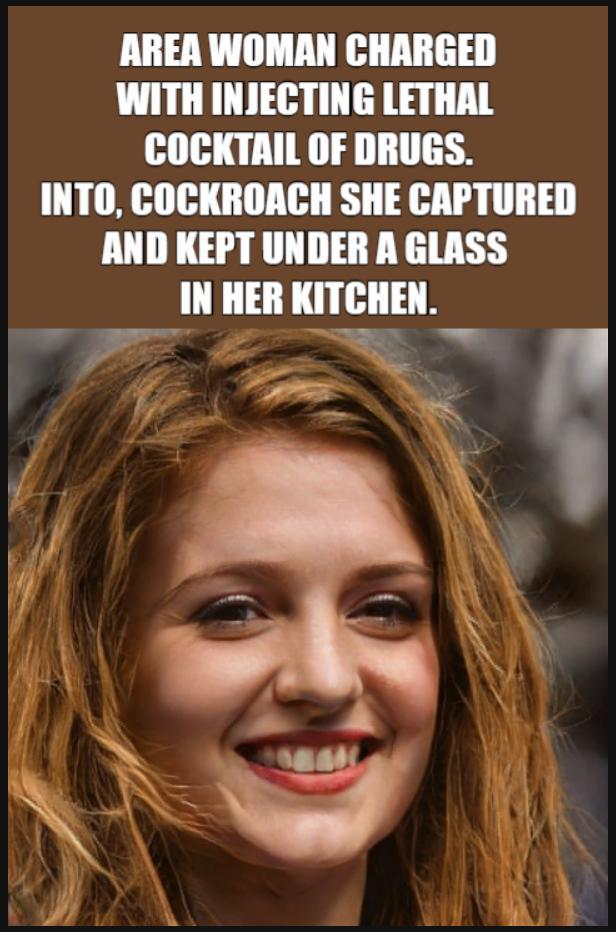 AREA WOMAN CHARGED
WITH INJECTING LETHAL
COCKTAIL OF DRUGS.
INTO, COCKROACH SHE CAPTURED
AND KEPT UNDER A GLASS
IN HER KITCHEN.